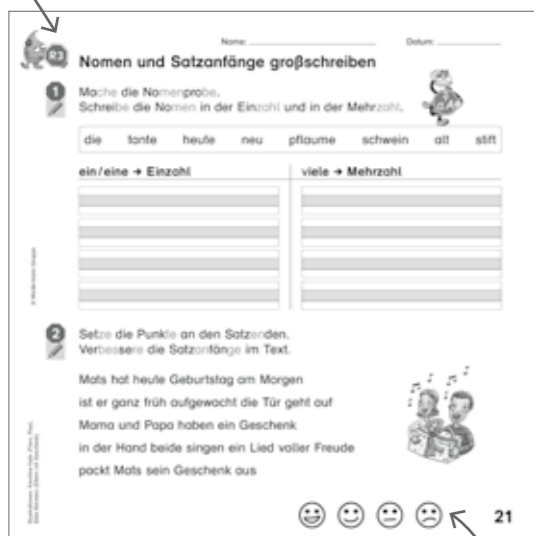 R3
Name: Datum:
Nomen und Satzanfänge großschreiben
1
Mache die Nomenprobe.
Schreibe die Nomen in der Einzahl und in der Mehrzahl.
die tante heute neu pflaume schwein alt stift
ein/eine → Einzahl viele → Mehrzahl
2
Setze die Punkte an den Satzenden.
Verbessere die Satzanfänge im Text.
Mats hat heute Geburtstag am Morgen
ist er ganz früh aufgewacht die Tür geht auf
Mama und Papa haben ein Geschenk
in der Hand beide singen ein Lied voller Freude
packt Mats sein Geschenk aus
21